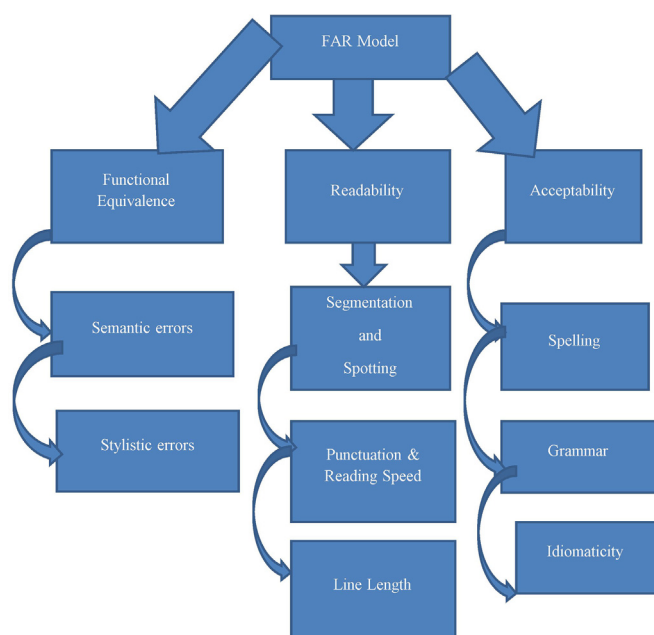 FAR Model
Functional
Equivalence
Readability
Acceptability
Semantic errors
Stylistic errors
Segmentation
and
Spotting
Punctuation &
Reading Speed
Line Length
Spelling
Grammar
Idiomaticity